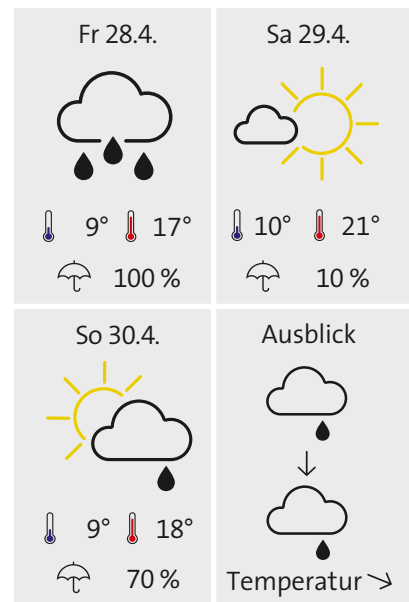 Fr 28.4.
9° 17°
100 %
Sa 29.4.
10° 21°
10 %
So 30.4.
9° 18°
70 %
Ausblick
Temperatur